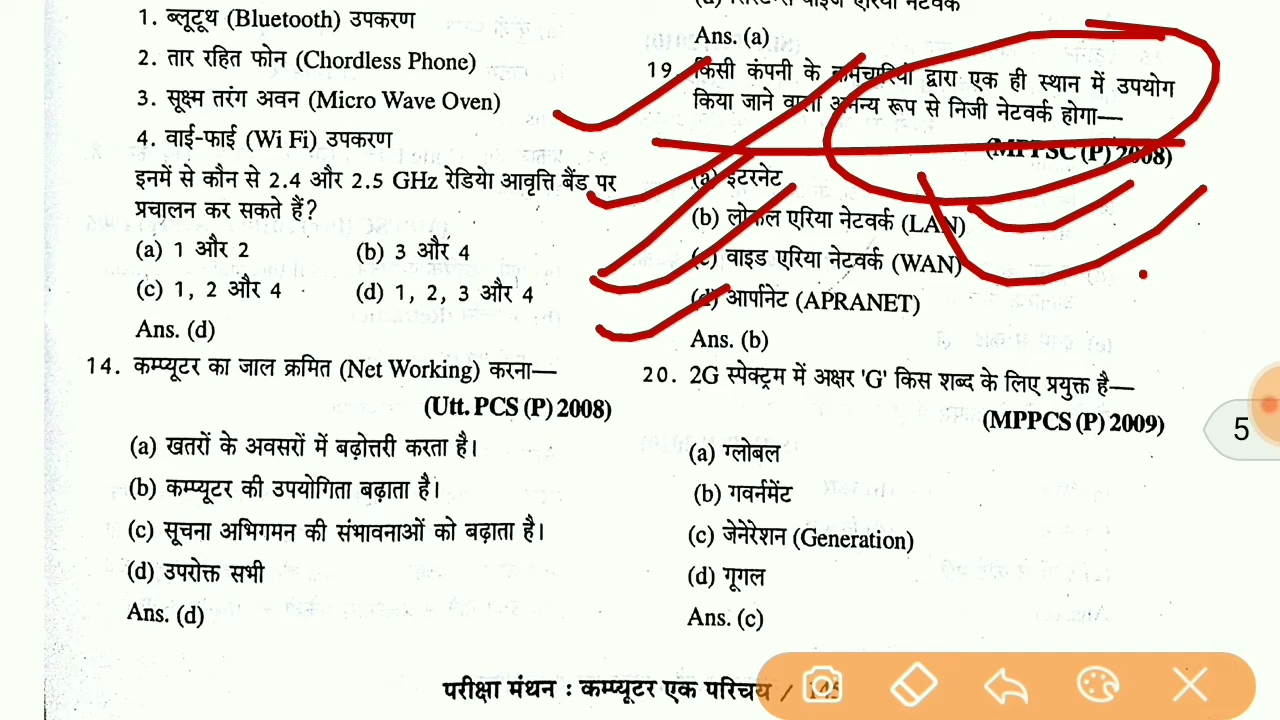 1. ब्लूटूथ (Bluetooth) उपकरण
2. तार रहित फोन (Chordless Phone)
3. सूक्ष्म तरंग अवन (Micro Wave Oven)
4. वाई-फाई (Wi Fi) उपकरण
इनमें से कौन से 2.4 और 2.5 GHz रेडियो आवृत्ति बैंड पर
प्रचालन कर सकते हैं?
(a) 1 और 2 (b) 3 और 4
(c) 1, 2 और 4 (d) 1, 2, 3 और 4
Ans. (d)
14. कम्प्यूटर का जाल क्रमित (Net Working) करना—
(Utt. PCS (P) 2008)
(a) खतरों के अवसरों में बढ़ोत्तरी करता है।
(b) कम्प्यूटर की उपयोगिता बढ़ाता है।
(c) सूचना अभिगमन की संभावनाओं को बढ़ाता है।
(d) उपरोक्त सभी
Ans. (d)
Ans. (a)
19. किसी कंपनी के कर्मचारियों द्वारा एक ही स्थान में उपयोग
किया जाने वाला अनन्य रूप से निजी नेटवर्क होगा—
(MPPSC (P) 2008)
(a) इंटरनेट
(b) लोकल एरिया नेटवर्क (LAN)
(c) वाइड एरिया नेटवर्क (WAN)
(d) आर्पानेट (APRANET)
Ans. (b)
20. 2G स्पेक्ट्रम में अक्षर 'G' किस शब्द के लिए प्रयुक्त है—
(MPPCS (P) 2009)
(a) ग्लोबल
(b) गवर्नमेंट
(c) जेनेरेशन (Generation)
(d) गूगल
Ans. (c)
5
परीक्षा मंथन : कम्प्यूटर एक परिचय /